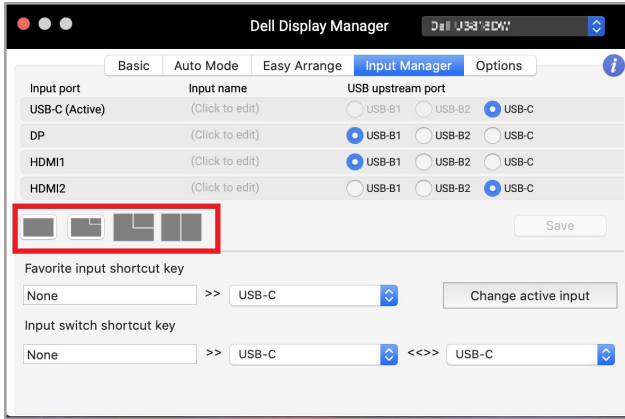 Dell Display Manager
Basic Auto Mode Easy Arrange Input Manager Options i
Input port Input name USB upstream port
USB-C (Active) (Click to edit) USB-B1 USB-B2 USB-C
DP (Click to edit) USB-B1 USB-B2 USB-C
HDMI1 (Click to edit) USB-B1 USB-B2 USB-C
HDMI2 (Click to edit) USB-B1 USB-B2 USB-C
Save
Favorite input shortcut key
None >> USB-C Change active input
Input switch shortcut key
None >> USB-C <<>> USB-C